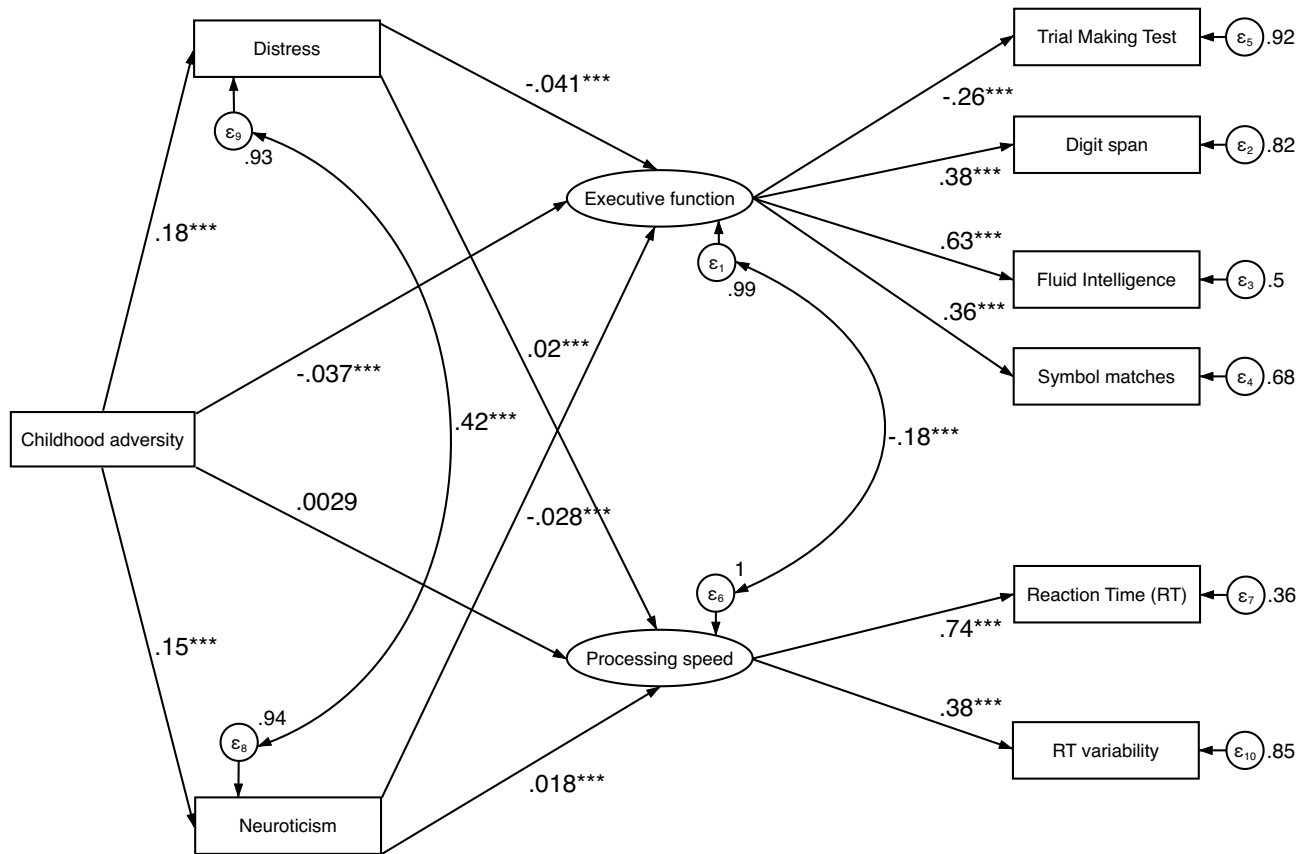 Distress
ε9
.93
.18***
-.041***
Executive function
ε1
.99
-.037***
.02***
.42***
Childhood adversity
.0029
-.028***
-.18***
1
ε6
Processing speed
.15***
.94
ε8
.018***
Neuroticism
-.26***
Trial Making Test
ε5
.92
.38***
Digit span
ε2
.82
.63***
Fluid Intelligence
ε3
.5
.36***
Symbol matches
ε4
.68
.74***
Reaction Time (RT)
ε7
.36
.38***
RT variability
ε10
.85